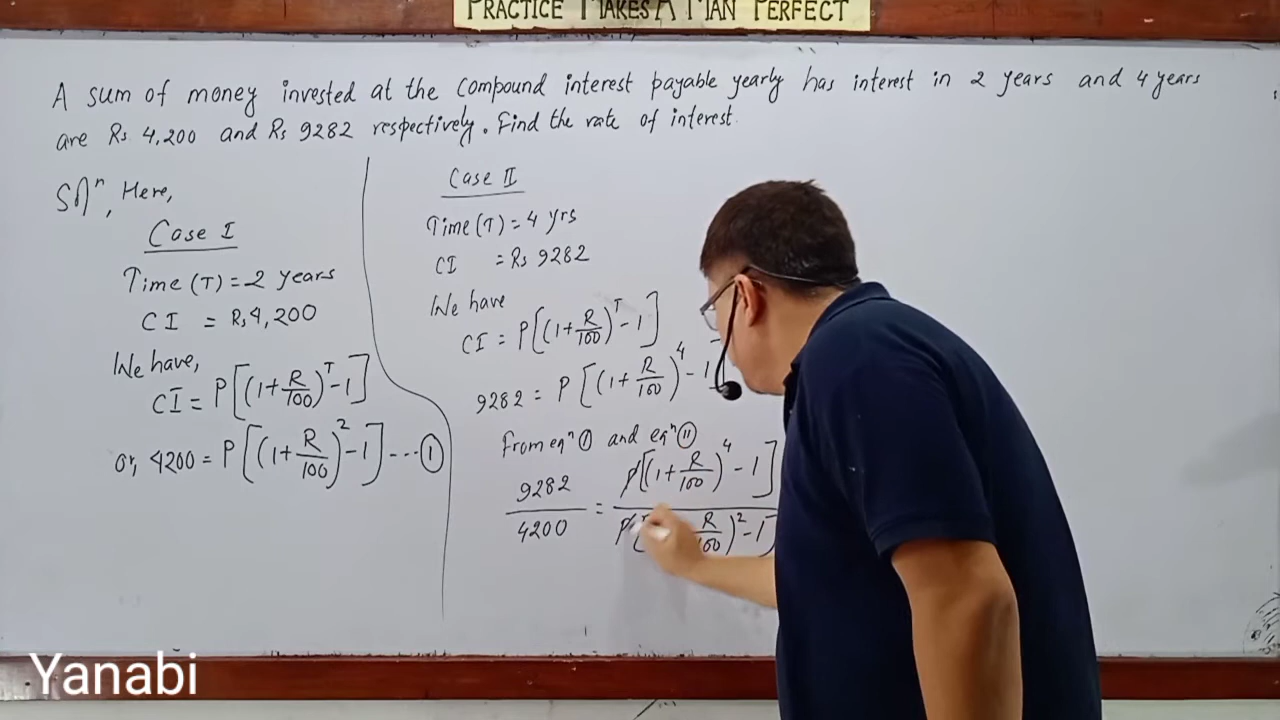 PRACTICE MAKES A MAN PERFECT
A sum of money invested at the compound interest payable yearly has interest in 2 years and 4 years
are Rs. 4,200 and Rs 9282 respectively. Find the rate of interest.
Solⁿ, Here,
Case I
Time (T) = 2 years
CI = Rs 4,200
We have,
CI = P[(1+R/100)^T - 1]
or, 4200 = P[(1+R/100)^2 - 1] --- ①
Case II
Time (T) = 4 yrs
CI = Rs 9282
We have
CI = P[(1+R/100)^T - 1]
9282 = P[(1+R/100)^4 - 1
From eqⁿ ① and eqⁿ ⑪
9282/4200 = P[(1+R/100)^4 - 1] / P[ R/100)^2 - 1]
Yanabi